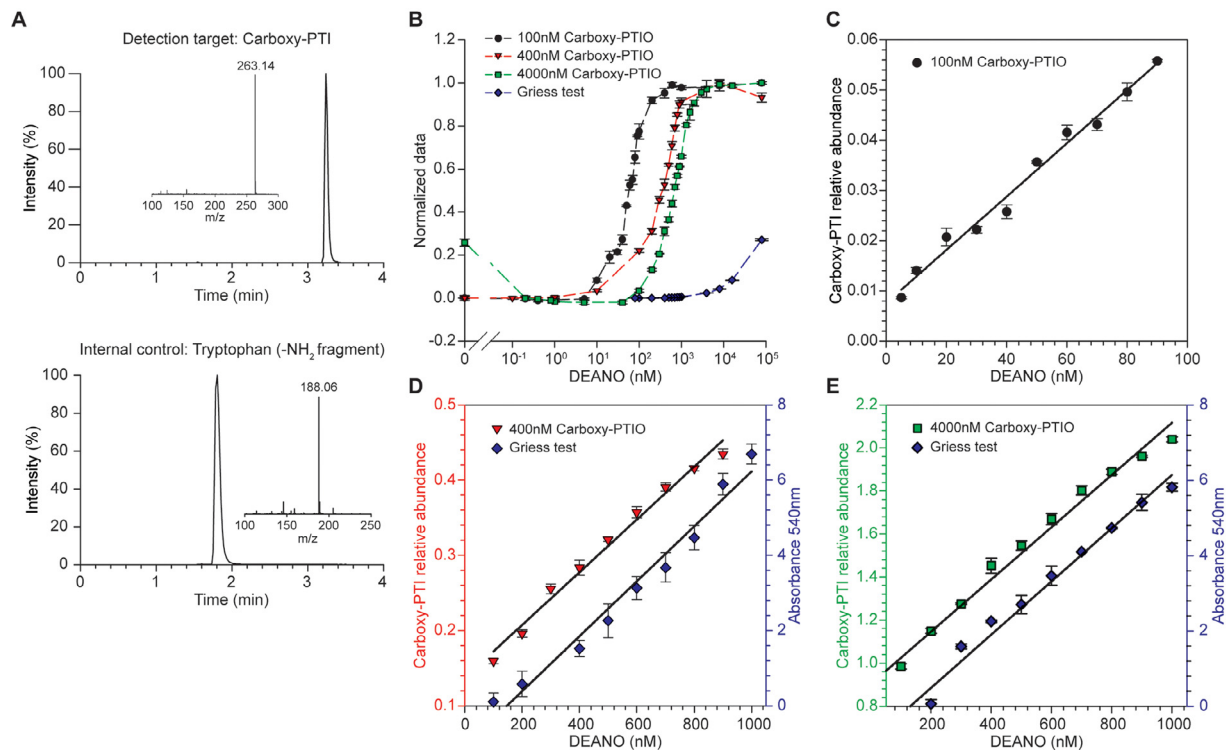 A
Detection target: Carboxy-PTI
263.14
Intensity (%)
100
80
60
40
20
0
100 150 200 250 300
m/z
0 1 2 3 4
Time (min)
Internal control: Tryptophan (-NH2 fragment)
188.06
Intensity (%)
100
80
60
40
20
0
100 150 200 250
m/z
0 1 2 3 4
Time (min)
B
100nM Carboxy-PTIO
400nM Carboxy-PTIO
4000nM Carboxy-PTIO
Griess test
Normalized data
1.2
1.0
0.8
0.6
0.4
0.2
0.0
-0.2
0 10-1 100 101 102 103 104 105
DEANO (nM)
C
100nM Carboxy-PTIO
Carboxy-PTI relative abundance
0.06
0.05
0.04
0.03
0.02
0.01
0.00
0 20 40 60 80 100
DEANO (nM)
D
400nM Carboxy-PTIO
Griess test
Carboxy-PTI relative abundance
0.5
0.4
0.3
0.2
0.1
8
6
4
2
0
Absorbance 540nm
0 200 400 600 800 1000
DEANO (nM)
E
4000nM Carboxy-PTIO
Griess test
Carboxy-PTI relative abundance
2.2
2.0
1.8
1.6
1.4
1.2
1.0
0.8
8
6
4
2
0
Absorbance 540nm
200 400 600 800 1000
DEANO (nM)